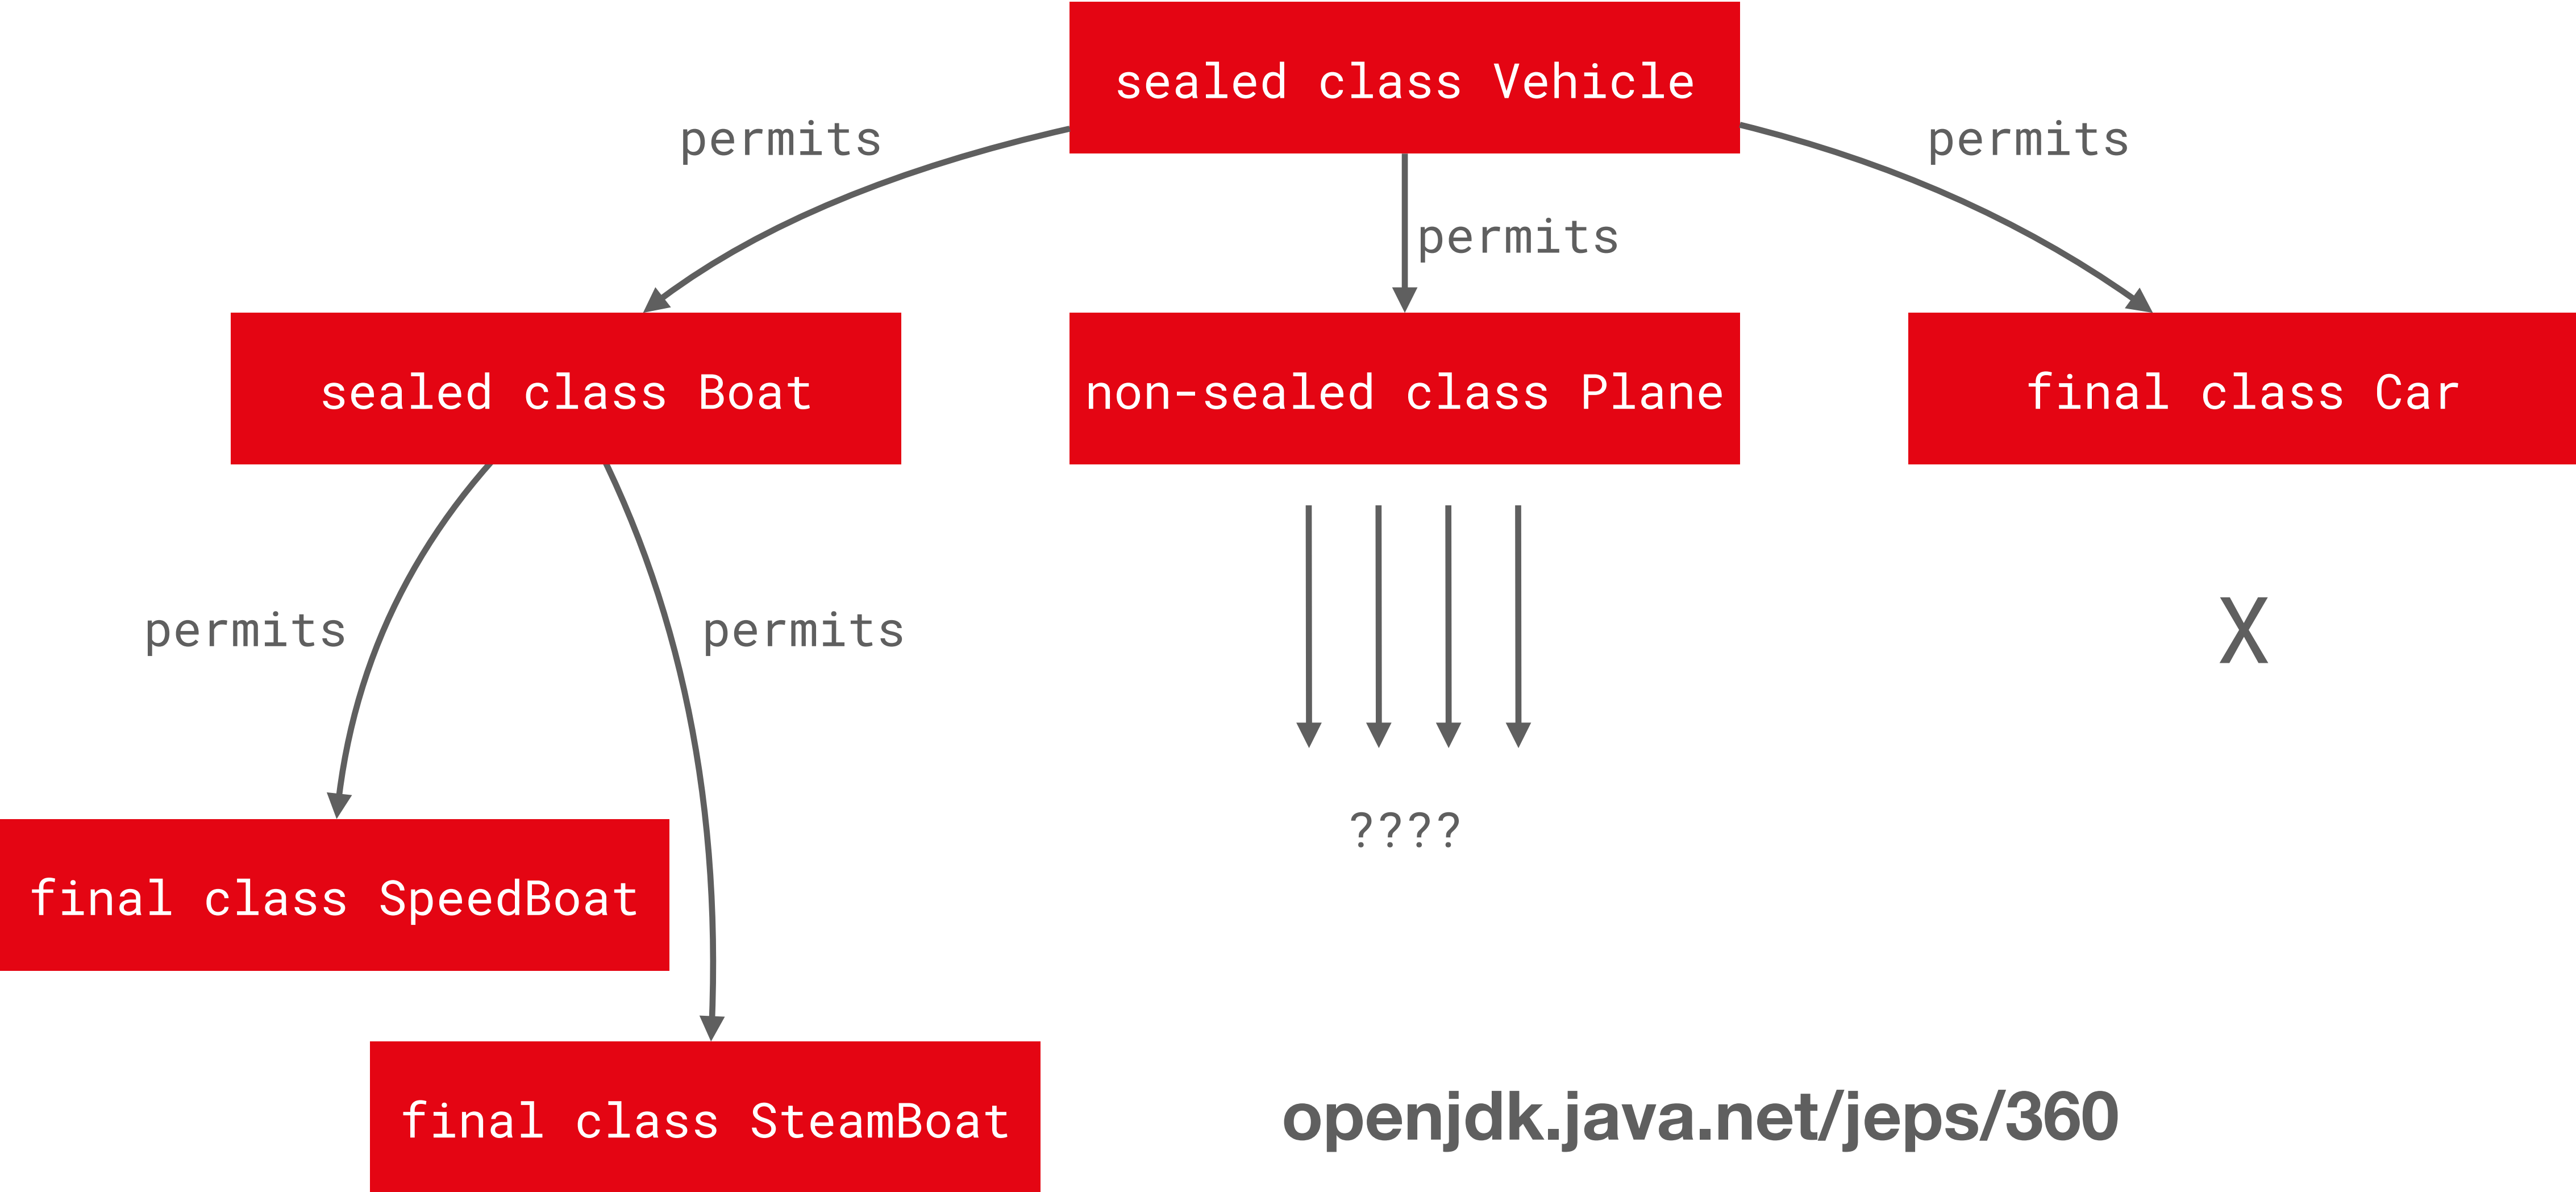 sealed class Vehicle
permits
permits
permits
sealed class Boat
non-sealed class Plane
final class Car
permits
permits
X
????
final class SpeedBoat
final class SteamBoat
openjdk.java.net/jeps/360